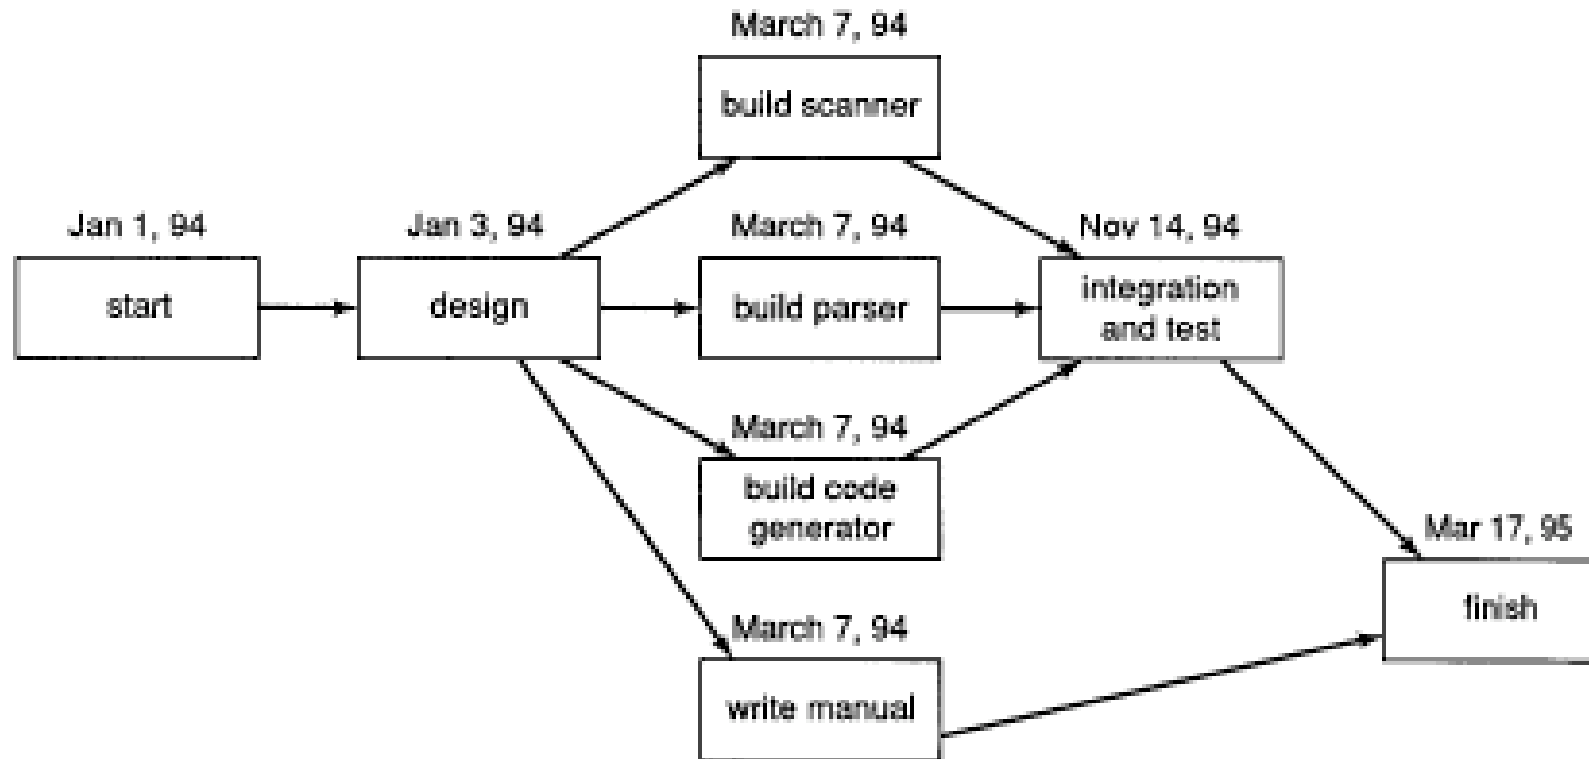 March 7, 94
build scanner
Jan 1, 94
start
Jan 3, 94
design
March 7, 94
build parser
Nov 14, 94
integration
and test
March 7, 94
build code
generator
Mar 17, 95
finish
March 7, 94
write manual